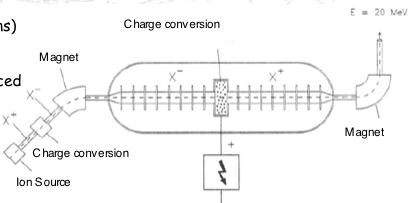 E = 20 MeV
ns)
Charge conversion
Magnet
ced
X⁻
X⁺
X⁻
X⁺
Magnet
Charge conversion
+
Ion Source